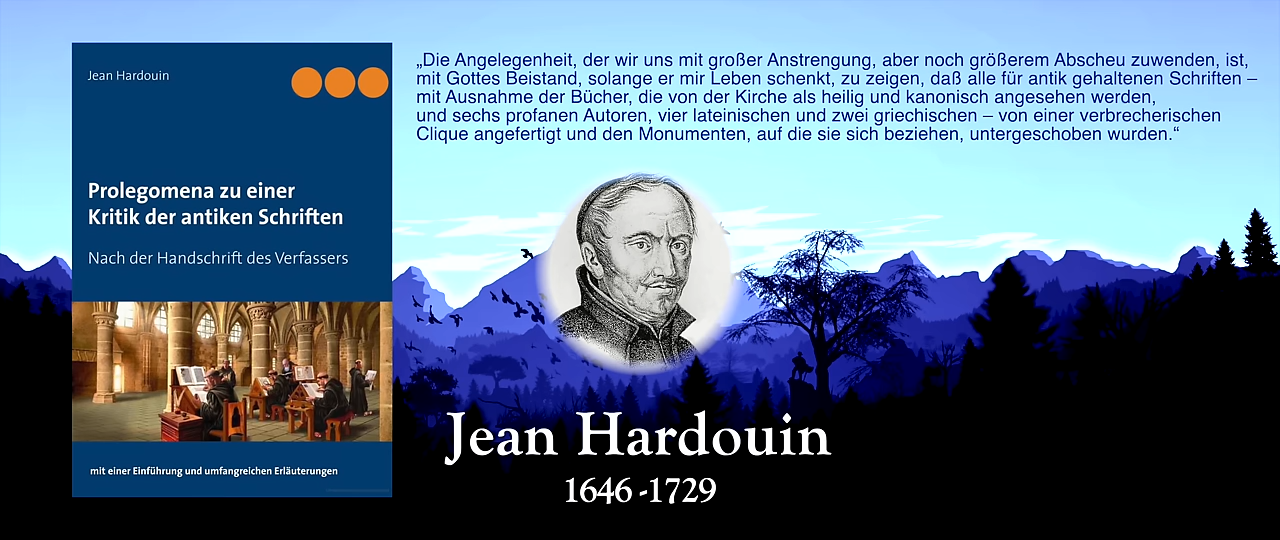 Jean Hardouin
Prolegomena zu einer
Kritik der antiken Schriften
Nach der Handschrift des Verfassers
mit einer Einführung und umfangreichen Erläuterungen
„Die Angelegenheit, der wir uns mit großer Anstrengung, aber noch größerem Abscheu zuwenden, ist,
mit Gottes Beistand, solange er mir Leben schenkt, zu zeigen, daß alle für antik gehaltenen Schriften –
mit Ausnahme der Bücher, die von der Kirche als heilig und kanonisch angesehen werden,
und sechs profanen Autoren, vier lateinischen und zwei griechischen – von einer verbrecherischen
Clique angefertigt und den Monumenten, auf die sie sich beziehen, untergeschoben wurden.“
Jean Hardouin
1646 -1729